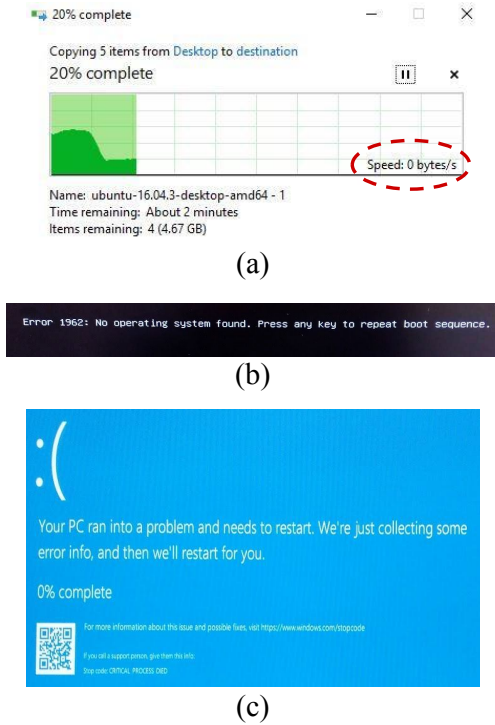 20% complete
Copying 5 items from Desktop to destination
20% complete
Speed: 0 bytes/s
Name: ubuntu-16.04.3-desktop-amd64 - 1
Time remaining: About 2 minutes
Items remaining: 4 (4.67 GB)
(a)
Error 1962: No operating system found. Press any key to repeat boot sequence.
(b)
:(
Your PC ran into a problem and needs to restart. We're just collecting some
error info, and then we'll restart for you.
0% complete
For more information about this issue and possible fixes, visit https://www.windows.com/stopcode
If you call a support person, give them this info:
Stop code: CRITICAL PROCESS DIED
(c)